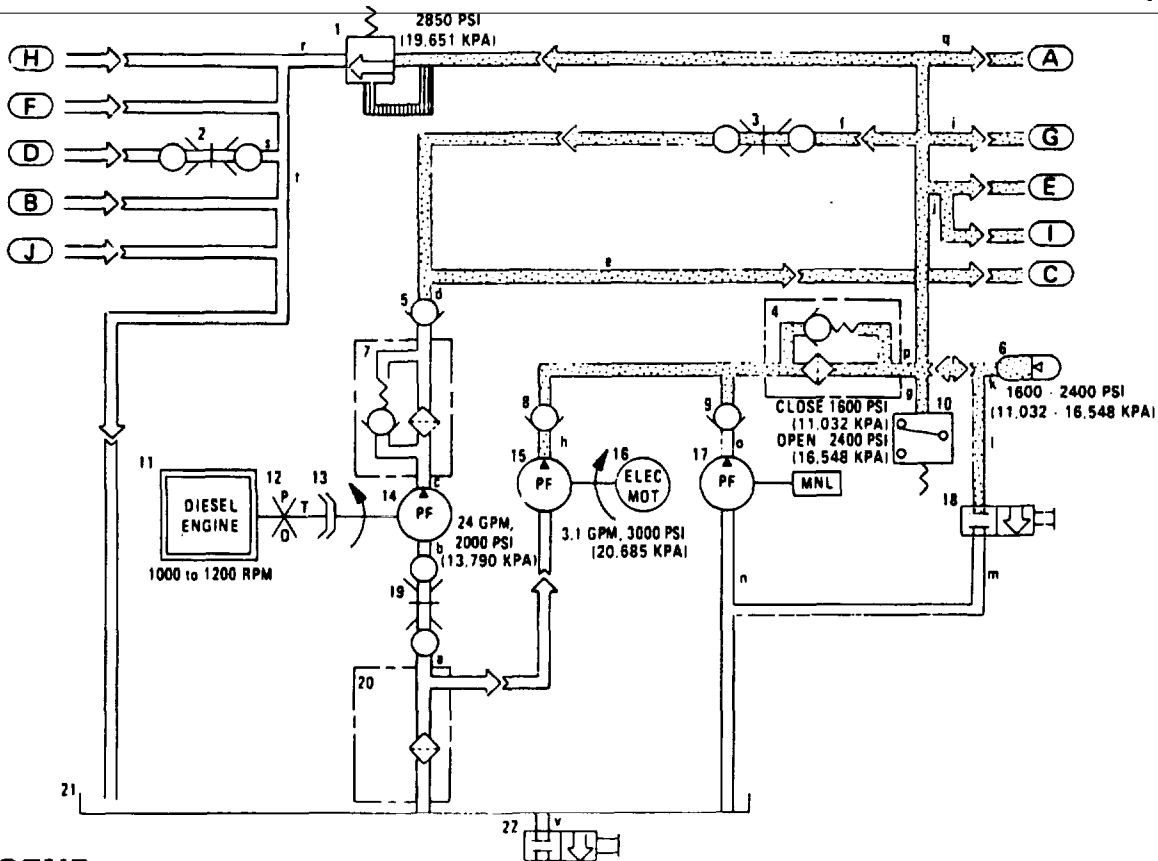 1
2850 PSI
(19.651 KPA)
H
r
q
A
F
D
2
s
3
f
i
G
t
E
B
j
I
J
e
C
5
d
4
7
p
6
k
8
9
g
1600 - 2400 PSI
(11,032 - 16.548 KPA)
CLOSE 1600 PSI
(11.032 KPA)
OPEN 2400 PSI
(16.548 KPA)
10
l
h
o
11
12
P
T
D
13
c
14
15
16
17
DIESEL
ENGINE
PF
PF
ELEC
MOT
PF
MNL
18
24 GPM,
2000 PSI
(13.790 KPA)
3.1 GPM, 3000 PSI
(20.685 KPA)
1000 to 1200 RPM
b
19
n
m
a
20
21
22
v